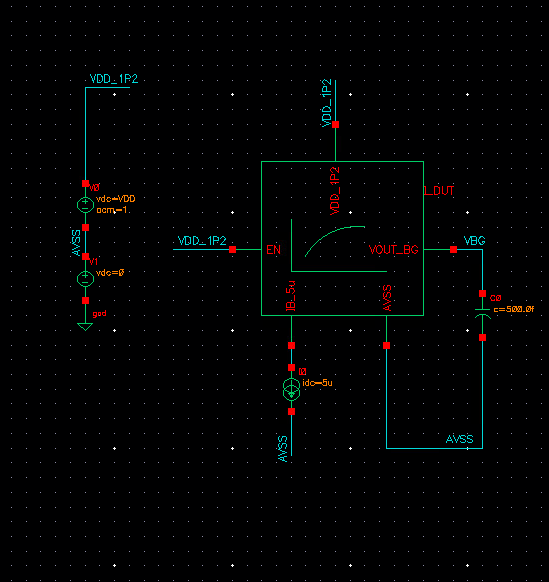 VDD_1P2
V0
vdc=VDD
acm=1.
AVSS
V1
vdc=0
gnd
VDD_1P2
VDD_1P2
I_DUT
VDD_1P2
EN
VOUT_BG
VBG
IB_5u
AVSS
C0
c=500.0f
idc=5u
AVSS
AVSS